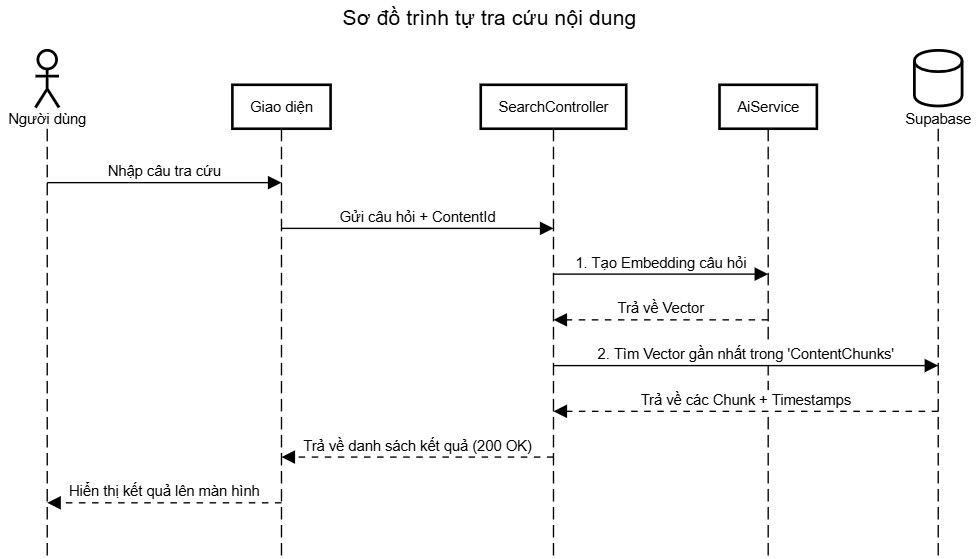 Sơ đồ trình tự tra cứu nội dung
Người dùng
Giao diện
SearchController
AiService
Supabase
Nhập câu tra cứu
Gửi câu hỏi + ContentId
1. Tạo Embedding câu hỏi
Trả về Vector
2. Tìm Vector gần nhất trong 'ContentChunks'
Trả về các Chunk + Timestamps
Trả về danh sách kết quả (200 OK)
Hiển thị kết quả lên màn hình